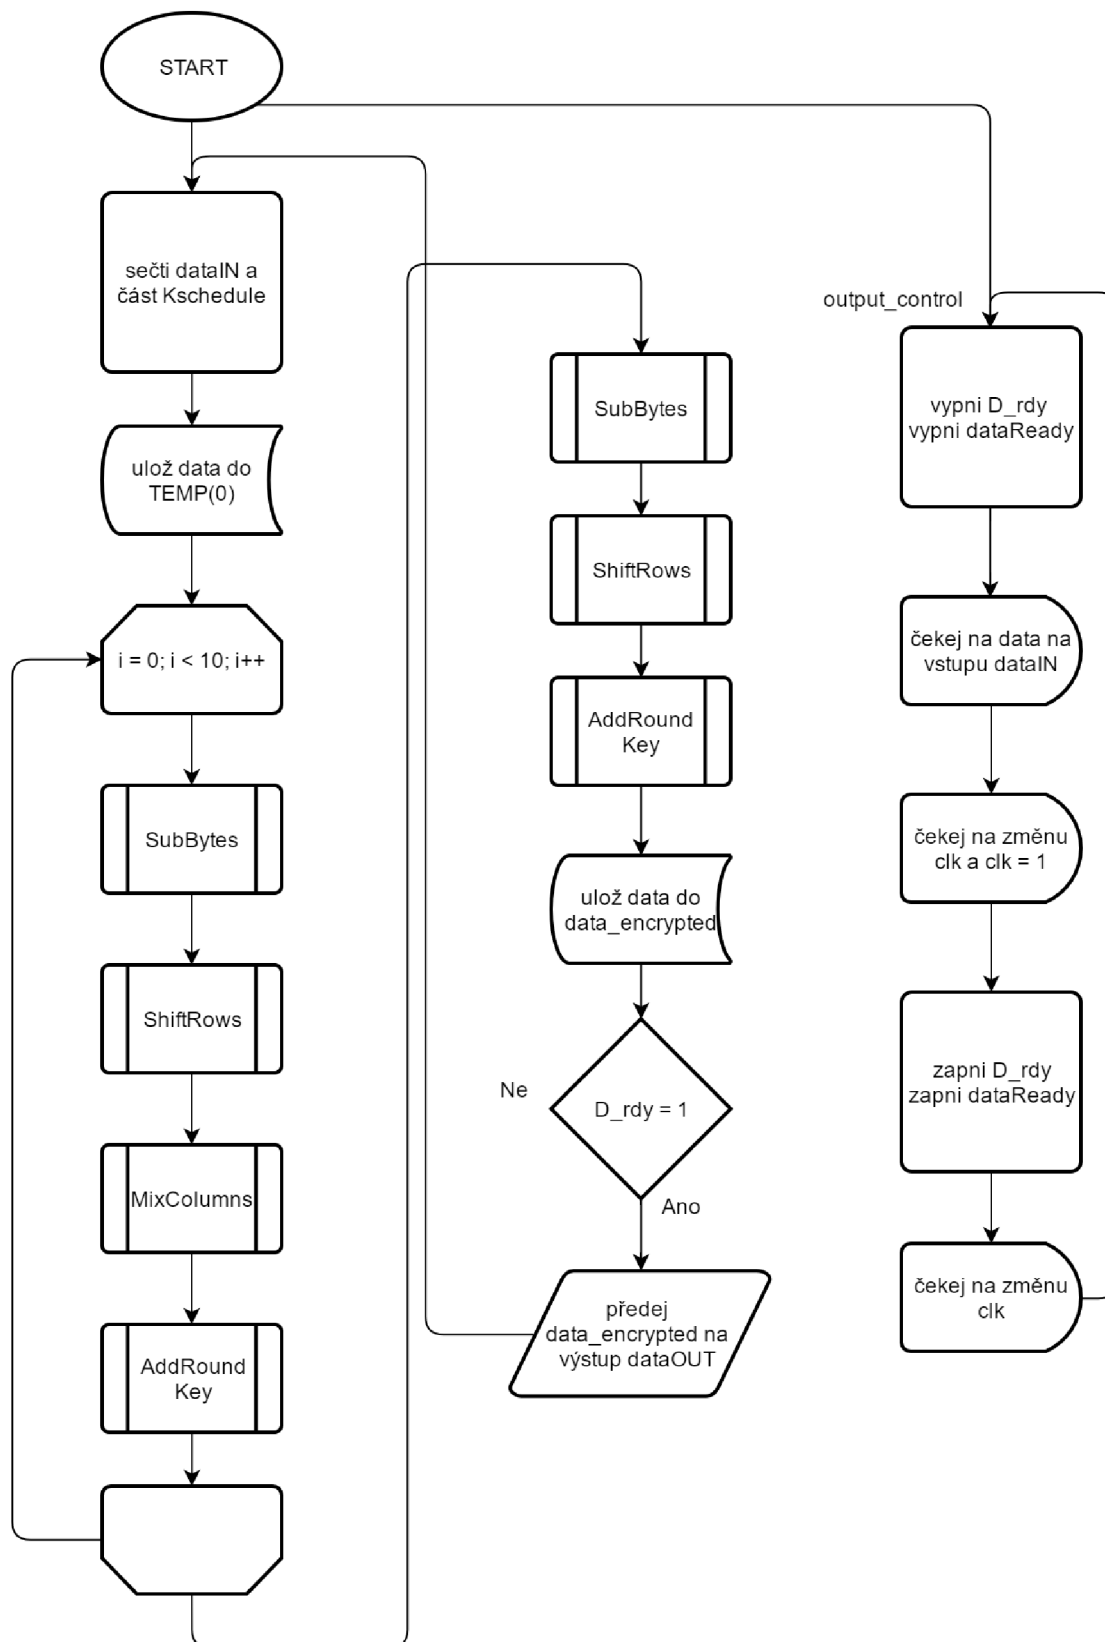 START
sečti dataIN a
část Kschedule
ulož data do
TEMP(0)
i = 0; i < 10; i++
SubBytes
ShiftRows
MixColumns
AddRound
Key
SubBytes
ShiftRows
AddRound
Key
ulož data do
data_encrypted
Ne
D_rdy = 1
Ano
předej
data_encrypted na
výstup dataOUT
output_control
vypni D_rdy
vypni dataReady
čekej na data na
vstupu dataIN
čekej na změnu
clk a clk = 1
zapni D_rdy
zapni dataReady
čekej na změnu
clk